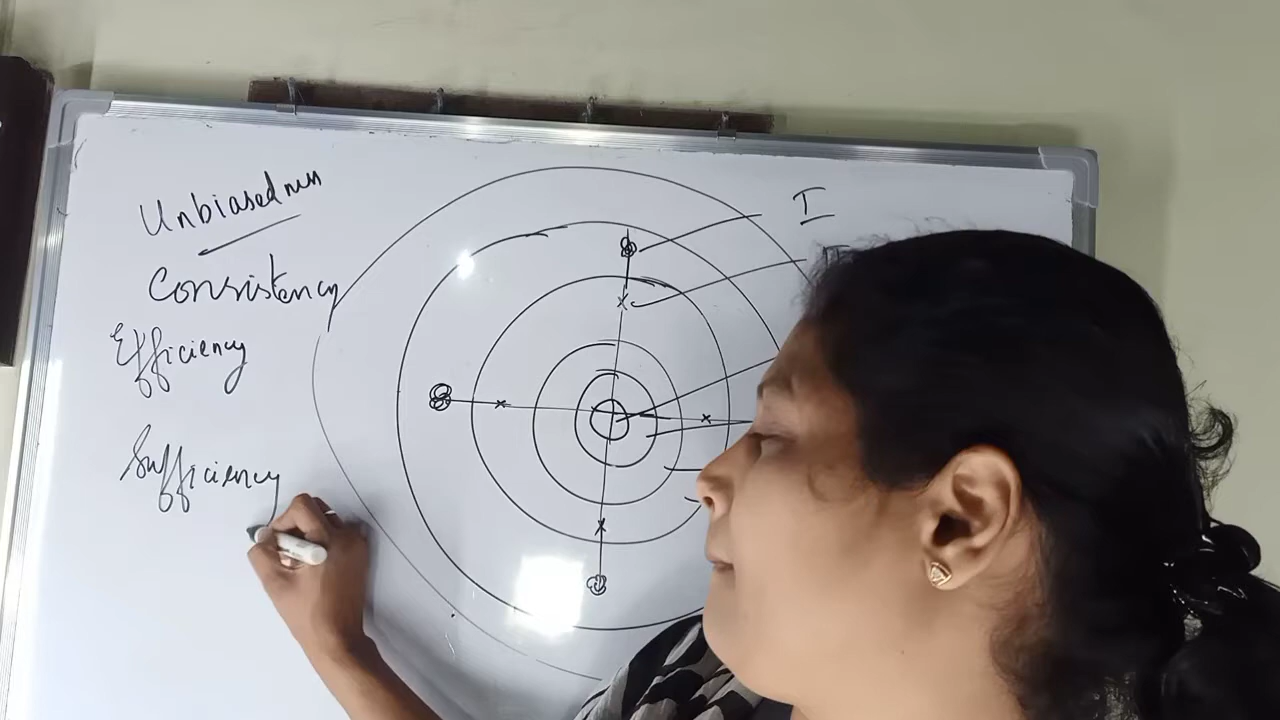 Unbiasedness
I
Consistency
Efficiency
Sufficiency